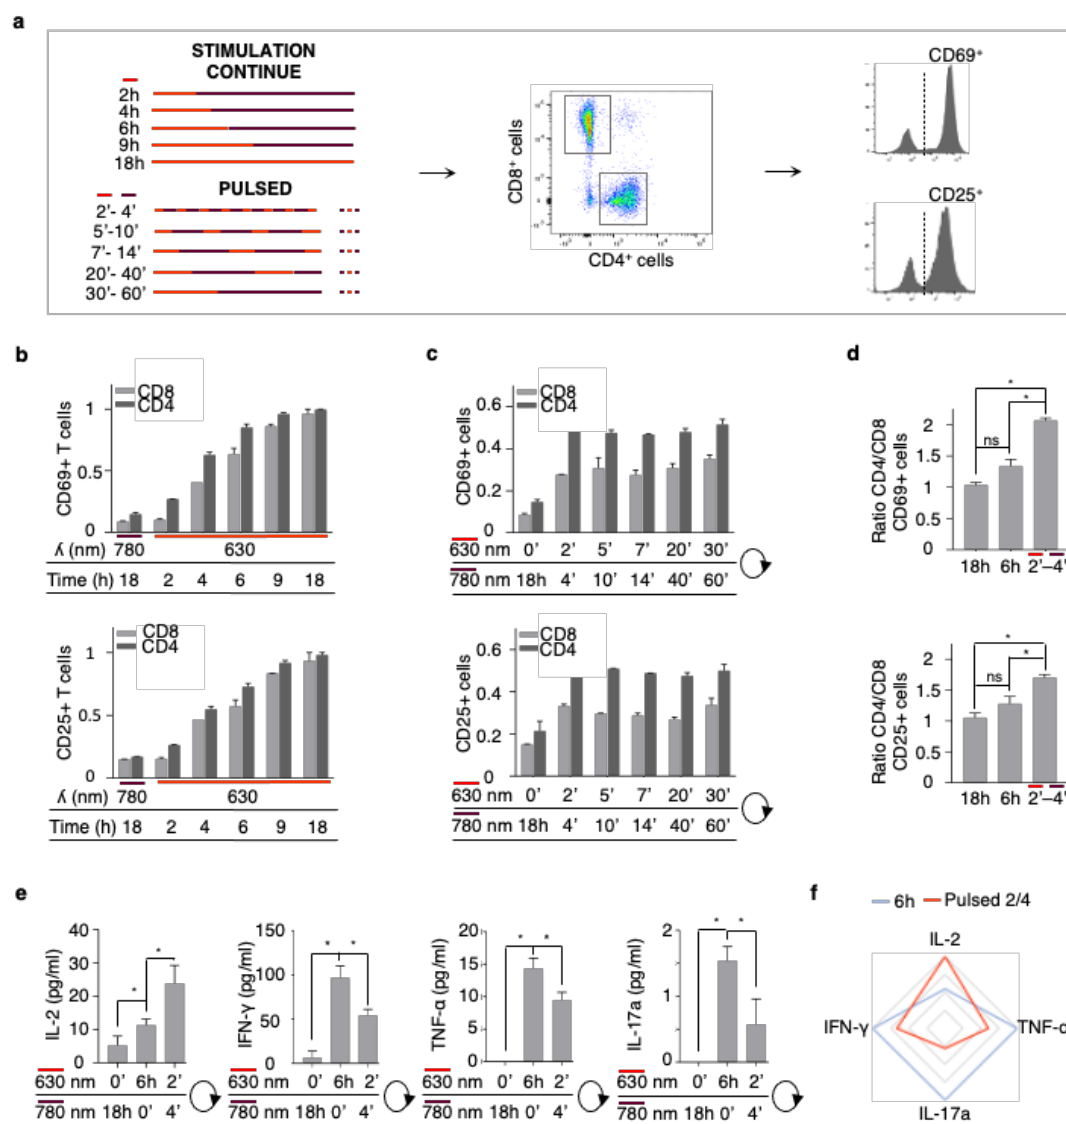 a
STIMULATION
CONTINUE
2h
4h
6h
9h
18h
PULSED
2’- 4’
5’-10’
7’- 14’
20’- 40’
30’- 60’
CD8⁺ cells
CD4⁺ cells
CD69⁺
CD25⁺
b
CD8
CD4
CD69+ T cells
1
0.5
0
ʎ (nm) 780 630
Time (h) 18 2 4 6 9 18
CD8
CD4
CD25+ T cells
1
0.5
0
ʎ (nm) 780 630
Time (h) 18 2 4 6 9 18
c
CD8
CD4
CD69+ cells
0.6
0.4
0.2
0
630 nm 0’ 2’ 5’ 7’ 20’ 30’
780 nm 18h 4’ 10’ 14’ 40’ 60’
CD8
CD4
CD25+ cells
0.6
0.4
0.2
0
630 nm 0’ 2’ 5’ 7’ 20’ 30’
780 nm 18h 4’ 10’ 14’ 40’ 60’
d
Ratio CD4/CD8
CD69+ cells
2
1.5
1
0.5
0
*
*
ns
18h 6h 2’–4’
Ratio CD4/CD8
CD25+ cells
2
1.5
1
0.5
0
*
*
ns
18h 6h 2’–4’
e
IL-2 (pg/ml)
40
30
20
10
0
*
*
630 nm 0’ 6h 2’
780 nm 18h 0’ 4’
IFN-γ (pg/ml)
150
100
50
0
* *
630 nm 0’ 6h 2’
780 nm 18h 0’ 4’
TNF-α (pg/ml)
15
10
5
0
* *
630 nm 0’ 6h 2’
780 nm 18h 0’ 4’
IL-17a (pg/ml)
2
1
0
* *
630 nm 0’ 6h 2’
780 nm 18h 0’ 4’
f
6h Pulsed 2/4
IL-2
IFN-γ
TNF-α
IL-17a